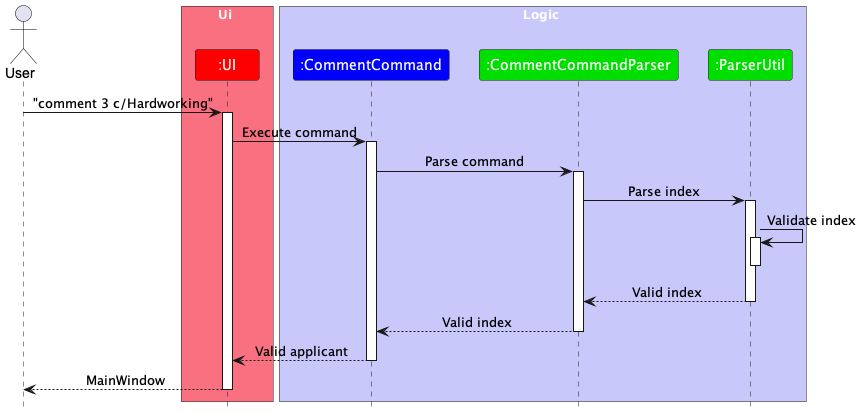 Ui
Logic
User
:UI
:CommentCommand
:CommentCommandParser
:ParserUtil
"comment 3 c/Hardworking"
Execute command
Parse command
Parse index
Validate index
Valid index
Valid index
Valid applicant
MainWindow